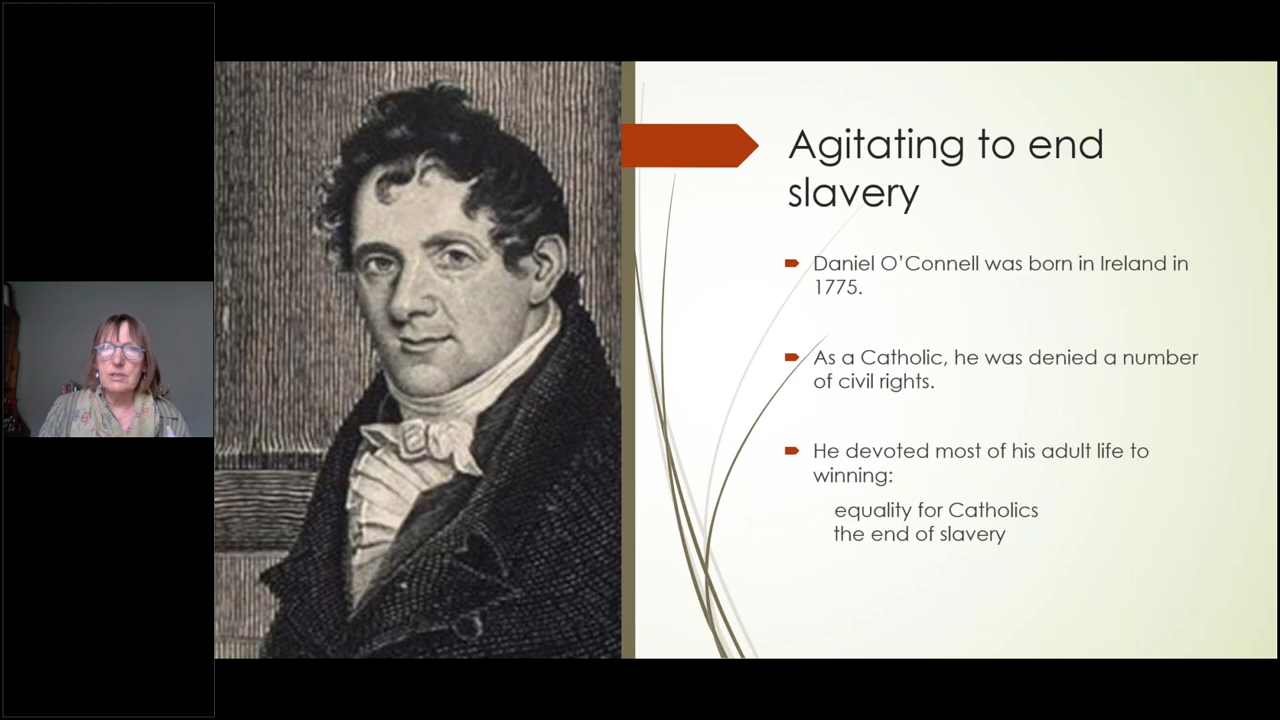 Agitating to end
slavery
Daniel O’Connell was born in Ireland in
1775.
As a Catholic, he was denied a number
of civil rights.
He devoted most of his adult life to
winning:
equality for Catholics
the end of slavery